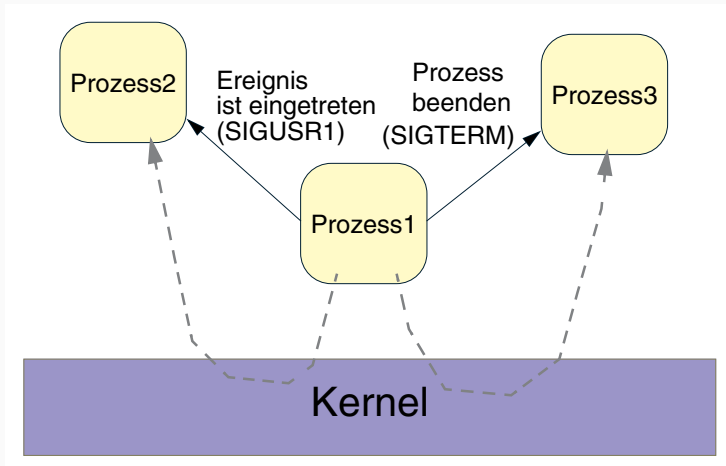 Prozess2
Ereignis
ist eingetreten
(SIGUSR1)
Prozess
beenden
(SIGTERM)
Prozess3
Prozess1
Kernel